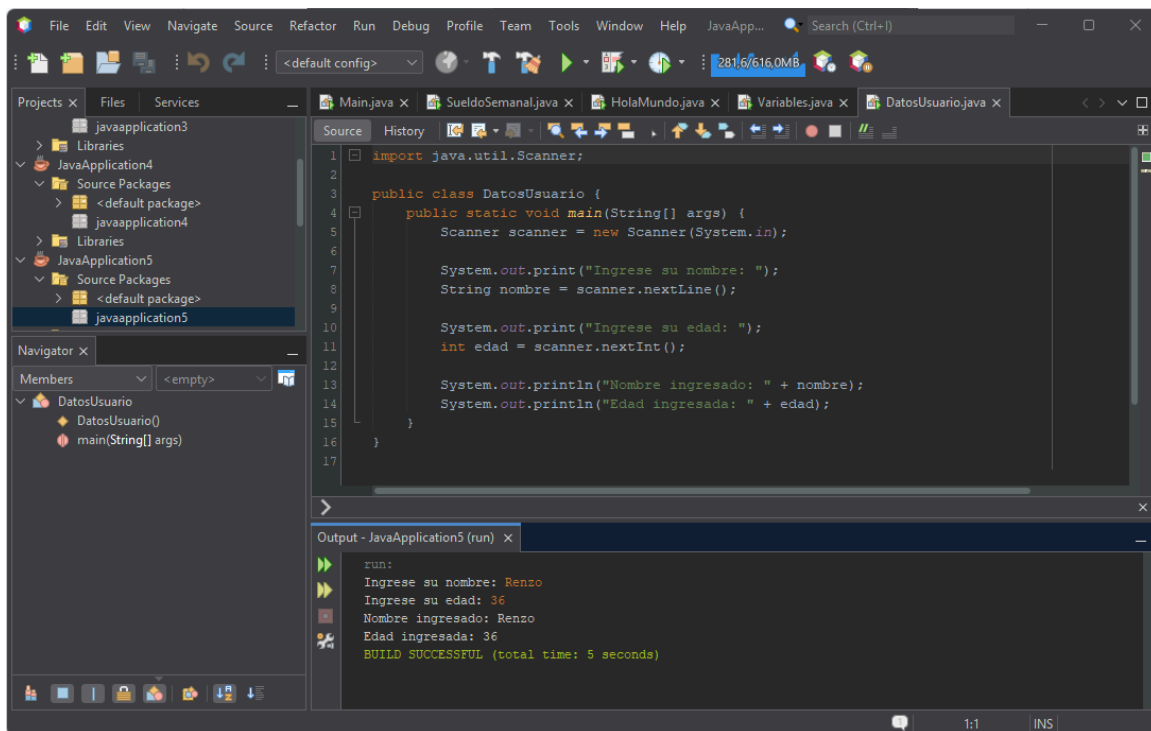 File Edit View Navigate Source Refactor Run Debug Profile Team Tools Window Help JavaApp... Search (Ctrl+I)
<default config> 281,6/616,0MB
Projects Files Services
javaapplication3
Libraries
JavaApplication4
Source Packages
<default package>
javaapplication4
Libraries
JavaApplication5
Source Packages
<default package>
javaapplication5
Navigator
Members <empty>
DatosUsuario
DatosUsuario()
main(String[] args)
Main.java SueldoSemanal.java HolaMundo.java Variables.java DatosUsuario.java
Source History
1 import java.util.Scanner;
2
3 public class DatosUsuario {
4 public static void main(String[] args) {
5 Scanner scanner = new Scanner(System.in);
6
7 System.out.print("Ingrese su nombre: ");
8 String nombre = scanner.nextLine();
9
10 System.out.print("Ingrese su edad: ");
11 int edad = scanner.nextInt();
12
13 System.out.println("Nombre ingresado: " + nombre);
14 System.out.println("Edad ingresada: " + edad);
15 }
16 }
17
Output - JavaApplication5 (run)
run:
Ingrese su nombre: Renzo
Ingrese su edad: 36
Nombre ingresado: Renzo
Edad ingresada: 36
BUILD SUCCESSFUL (total time: 5 seconds)
1:1 INS